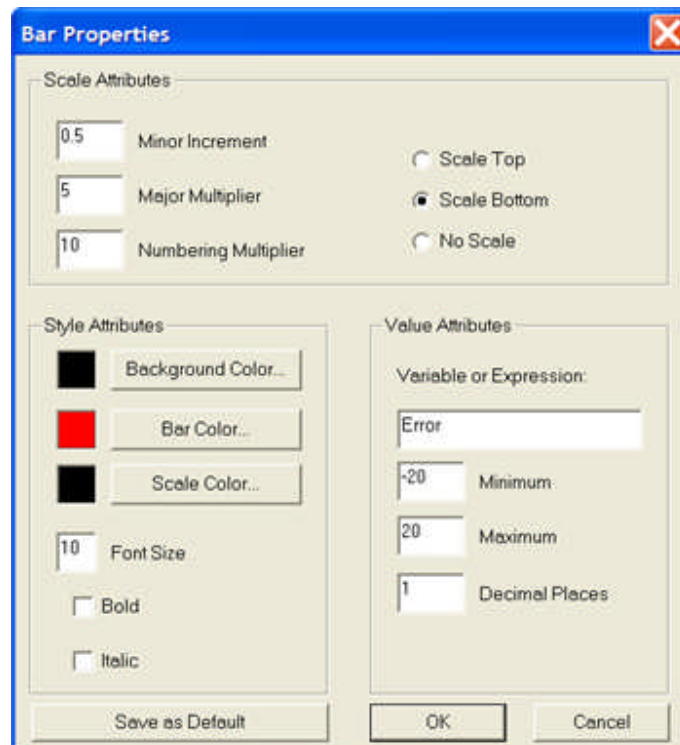 Bar Properties
Scale Attributes
0.5 Minor Increment
5 Major Multiplier
10 Numbering Multiplier
Scale Top
Scale Bottom
No Scale
Style Attributes
Background Color...
Bar Color...
Scale Color...
10 Font Size
Bold
Italic
Value Attributes
Variable or Expression:
Error
-20 Minimum
20 Maximum
1 Decimal Places
Save as Default
OK
Cancel